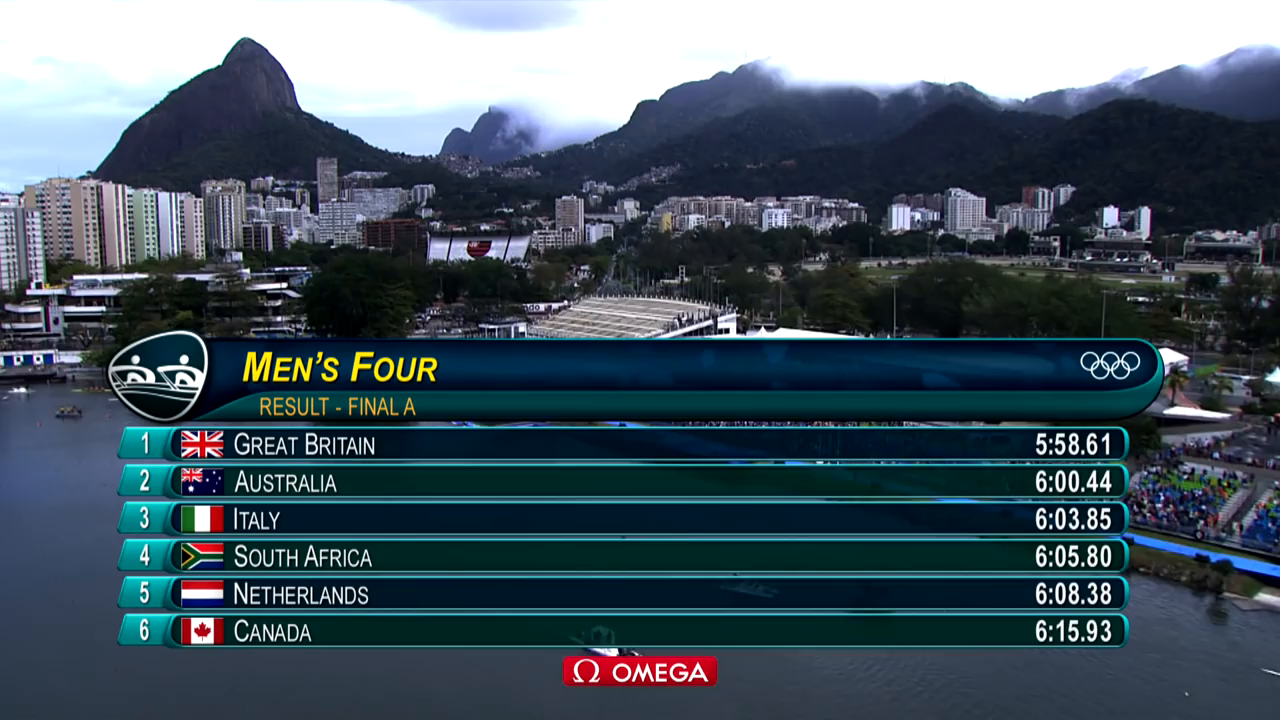 MEN'S FOUR
RESULT - FINAL A
1 GREAT BRITAIN 5:58.61
2 AUSTRALIA 6:00.44
3 ITALY 6:03.85
4 SOUTH AFRICA 6:05.80
5 NETHERLANDS 6:08.38
6 CANADA 6:15.93
Ω OMEGA